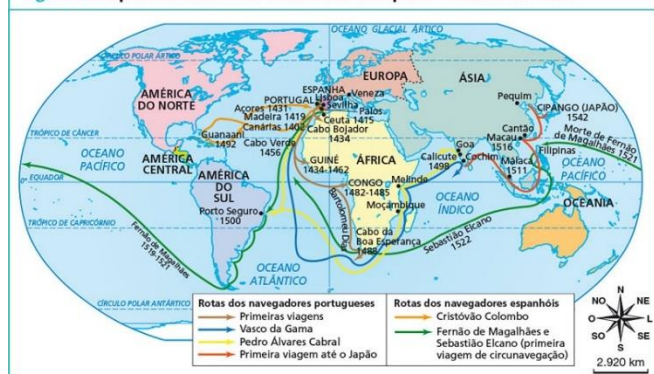 OCEANO GLACIAL ÁRTICO
CÍRCULO POLAR ÁRTICO
EUROPA
ÁSIA
AMÉRICA
DO NORTE
ESPANHA
Veneza
PORTUGAL
Lisboa
Sevilha
Palos
Açores 1431
Madeira 1419
Canárias 1402
Ceuta 1415
Cabo Bojador
1434
Pequim
CIPANGO (JAPÃO)
1542
Morte de Fernão
de Magalhães 1521
TRÓPICO DE CÂNCER
Guanaani
1492
Cabo Verde
1456
Cantão
Macau
1516
Goa
Calicute
1498
Cochim
Filipinas
OCEANO
PACÍFICO
AMÉRICA
CENTRAL
GUINÉ
1434-1462
ÁFRICA
Málaca
1511
OCEANO
PACÍFICO
0° EQUADOR
AMÉRICA
DO
SUL
CONGO
1482-1485
Melinde
Moçambique
OCEANO
ÍNDICO
OCEANIA
Porto Seguro
1500
Bartolomeu Dias
TRÓPICO DE CAPRICÓRNIO
Fernão de Magalhães
1519-1521
Cabo da
Boa Esperança
1488
Sebastião Elcano
1522
OCEANO
ATLÂNTICO
CÍRCULO POLAR ANTÁRTICO
Rotas dos navegadores portugueses
Primeiras viagens
Vasco da Gama
Pedro Álvares Cabral
Primeira viagem até o Japão
Rotas dos navegadores espanhóis
Cristóvão Colombo
Fernão de Magalhães e
Sebastião Elcano (primeira
viagem de circunavegação)
N
NO
NE
O
L
SO
SE
S
2.920 km